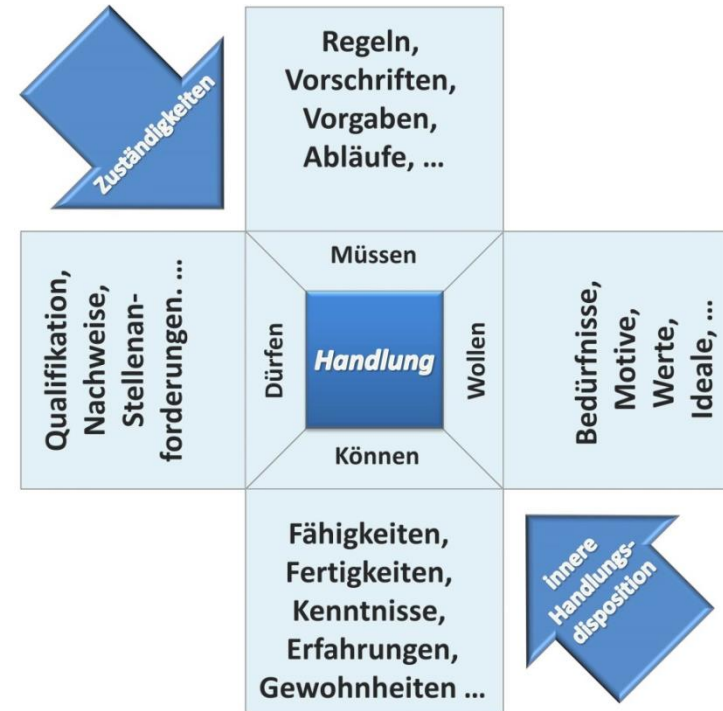 Zuständigkeiten
Regeln,
Vorschriften,
Vorgaben,
Abläufe, ...
Qualifikation,
Nachweise,
Stellenan-
forderungen. ...
Müssen
Dürfen
Handlung
Wollen
Können
Bedürfnisse,
Motive,
Werte,
Ideale, ...
Fähigkeiten,
Fertigkeiten,
Kenntnisse,
Erfahrungen,
Gewohnheiten ...
innere
Handlungs-
disposition